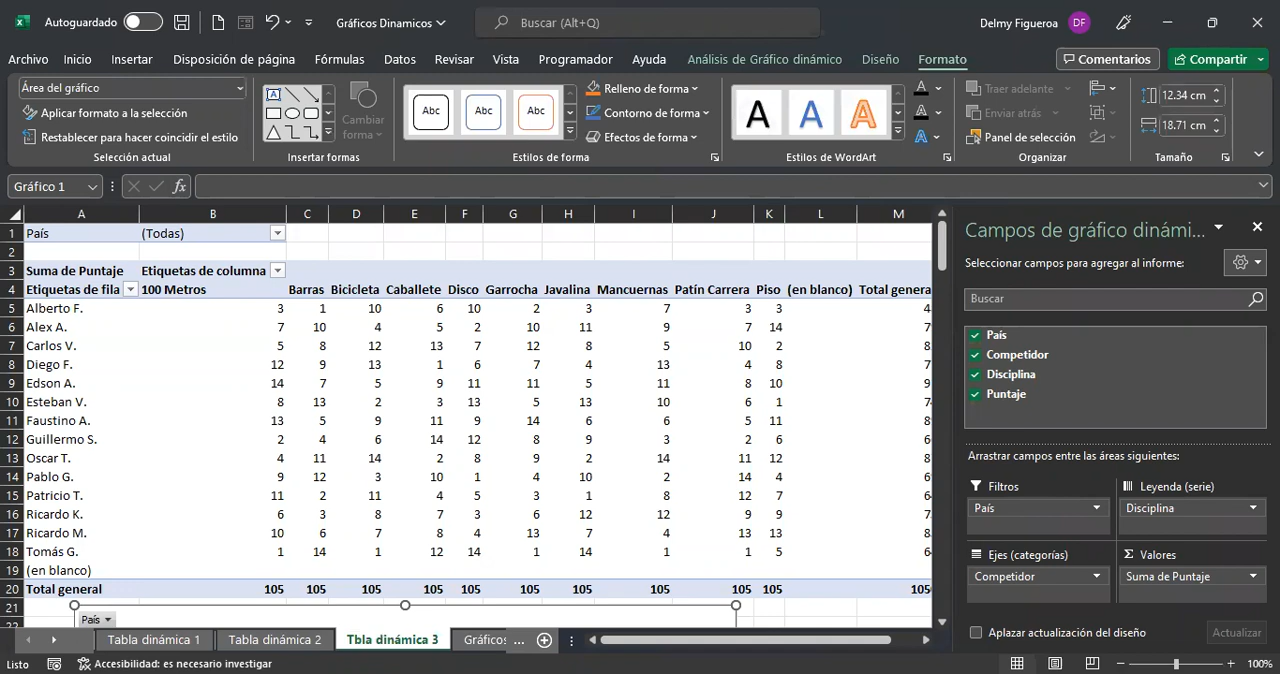 Autoguardado
Gráficos Dinamicos
Buscar (Alt+Q)
Delmy Figueroa
DF
Archivo Inicio Insertar Disposición de página Fórmulas Datos Revisar Vista Programador Ayuda Análisis de Gráfico dinámico Diseño Formato
Comentarios
Compartir
Área del gráfico
Aplicar formato a la selección
Restablecer para hacer coincidir el estilo
Selección actual
Cambiar
forma
Insertar formas
Abc Abc Abc
Relleno de forma
Contorno de forma
Efectos de forma
Estilos de forma
A A A
A
A
A
Estilos de WordArt
Traer adelante
Enviar atrás
Panel de selección
Organizar
12.34 cm
18.71 cm
Tamaño
Gráfico 1
fx
A B C D E F G H I J K L M
1 País (Todas)
2
3 Suma de Puntaje Etiquetas de columna
4 Etiquetas de fila 100 Metros Barras Bicicleta Caballete Disco Garrocha Javalina Mancuernas Patín Carrera Piso (en blanco) Total genera
5 Alberto F. 3 1 10 6 10 2 3 7 3 3 4
6 Alex A. 7 10 4 5 2 10 11 9 7 14 7
7 Carlos V. 5 8 12 13 7 12 8 5 10 2 8
8 Diego F. 12 9 13 1 6 7 4 13 4 8 7
9 Edson A. 14 7 5 9 11 11 5 11 8 10 9
10 Esteban V. 8 13 2 3 13 5 13 10 6 1 7
11 Faustino A. 13 5 9 11 9 14 6 6 5 11 8
12 Guillermo S. 2 4 6 14 12 8 9 3 2 6 6
13 Oscar T. 4 11 14 2 8 9 2 14 11 12 8
14 Pablo G. 9 12 3 10 1 4 10 2 14 4 6
15 Patricio T. 11 2 11 4 5 3 1 8 12 7 6
16 Ricardo K. 6 3 8 7 3 6 12 12 9 9 7
17 Ricardo M. 10 6 7 8 4 13 7 4 13 13 8
18 Tomás G. 1 14 1 12 14 1 14 1 1 5 6
19 (en blanco)
20 Total general 105 105 105 105 105 105 105 105 105 105 105
21
22
País
Tabla dinámica 1 Tabla dinámica 2 Tbla dinámica 3 Gráficos ...
Campos de gráfico dinámi...
Seleccionar campos para agregar al informe:
Buscar
País
Competidor
Disciplina
Puntaje
Arrastrar campos entre las áreas siguientes:
Filtros
País
Leyenda (serie)
Disciplina
Ejes (categorías)
Competidor
Σ Valores
Suma de Puntaje
Aplazar actualización del diseño
Actualizar
Listo
Accesibilidad: es necesario investigar
100%